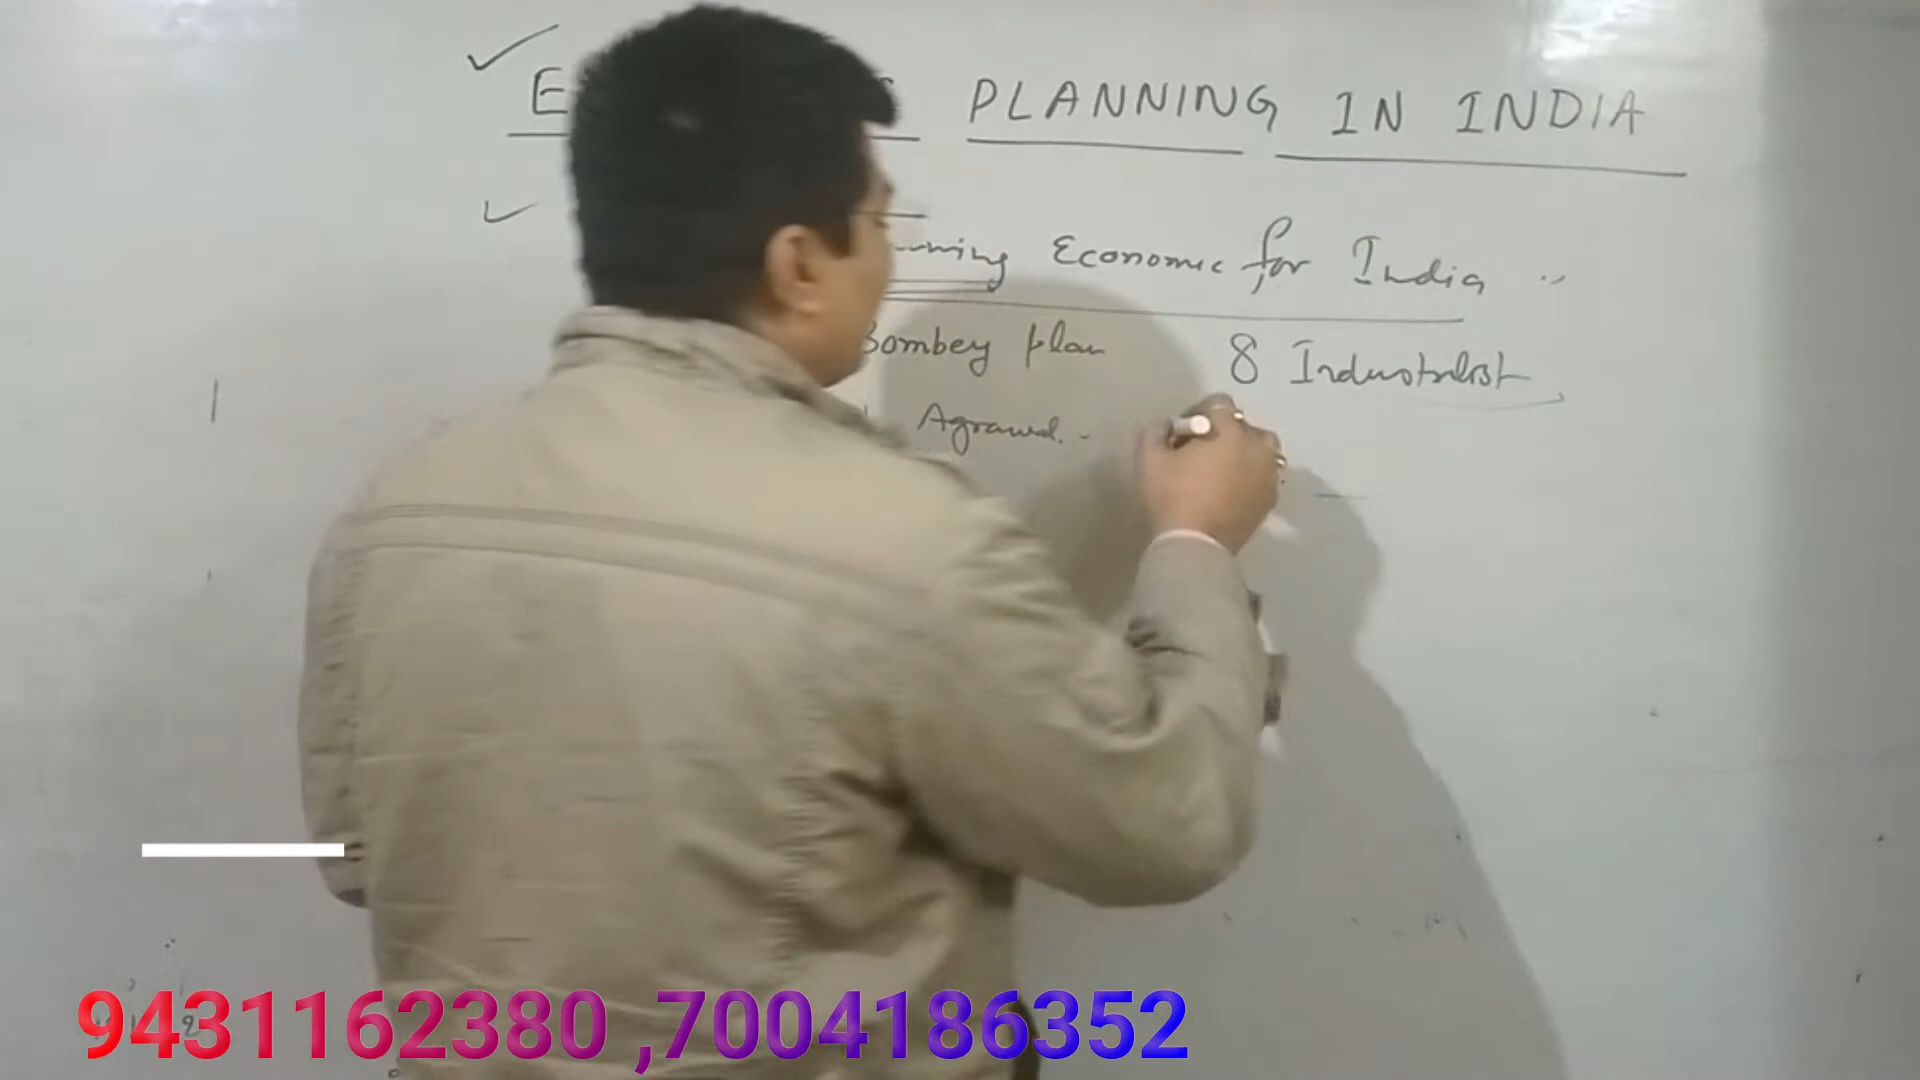 PLANNING IN INDIA
Economic for India "
Bombey plan 8 Industrialist
Agrawal.-
9431162380 ,7004186352